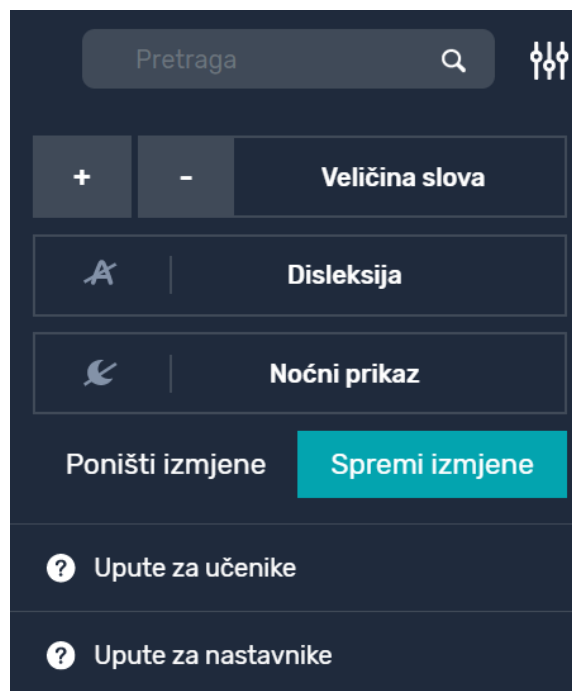 Pretraga
+ - Veličina slova
Disleksija
Noćni prikaz
Poništi izmjene Spremi izmjene
? Upute za učenike
? Upute za nastavnike